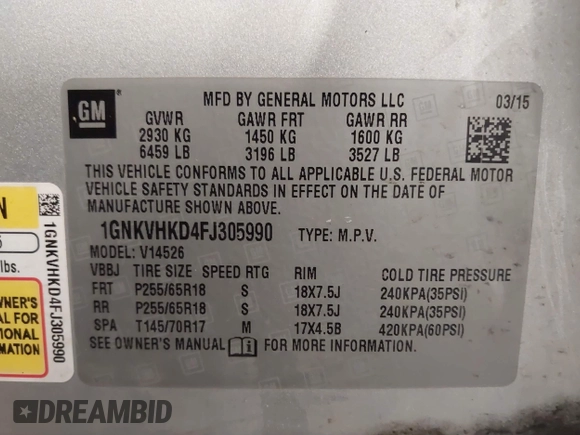 GM
MFD BY GENERAL MOTORS LLC
03/15
GVWR GAWR FRT GAWR RR
2930 KG 1450 KG 1600 KG
6459 LB 3196 LB 3527 LB
THIS VEHICLE CONFORMS TO ALL APPLICABLE U.S. FEDERAL MOTOR
VEHICLE SAFETY STANDARDS IN EFFECT ON THE DATE OF
MANUFACTURE SHOWN ABOVE.
1GNKVHKD4FJ305990 TYPE: M.P.V.
MODEL: V14526
VBBJ TIRE SIZE SPEED RTG RIM COLD TIRE PRESSURE
FRT P255/65R18 S 18X7.5J 240KPA(35PSI)
RR P255/65R18 S 18X7.5J 240KPA(35PSI)
SPA T145/70R17 M 17X4.5B 420KPA(60PSI)
SEE OWNER'S MANUAL i FOR MORE INFORMATION.
N
lbs.
OWNER'S
AL FOR
TIONAL
RMATION
1GNKVHKD4FJ305990
DREAMBID